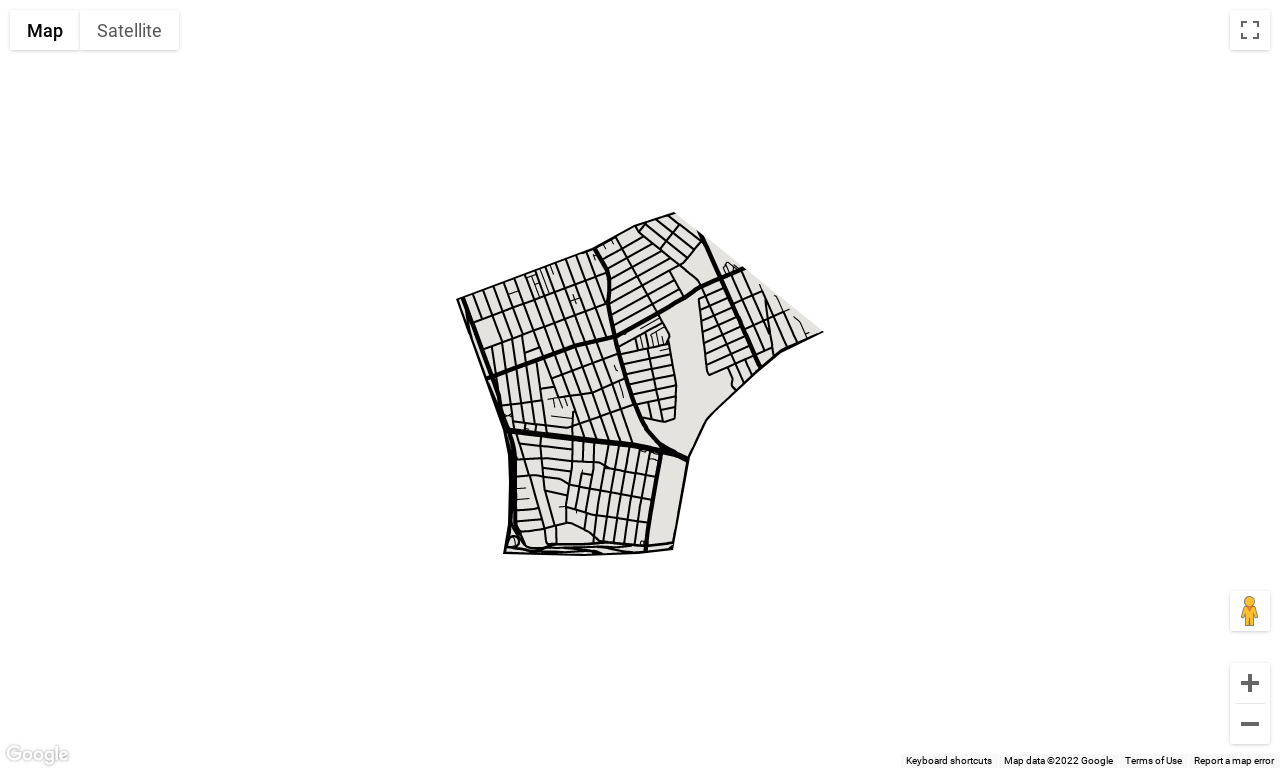 Map Satellite
Google
Keyboard shortcuts Map data ©2022 Google Terms of Use Report a map error